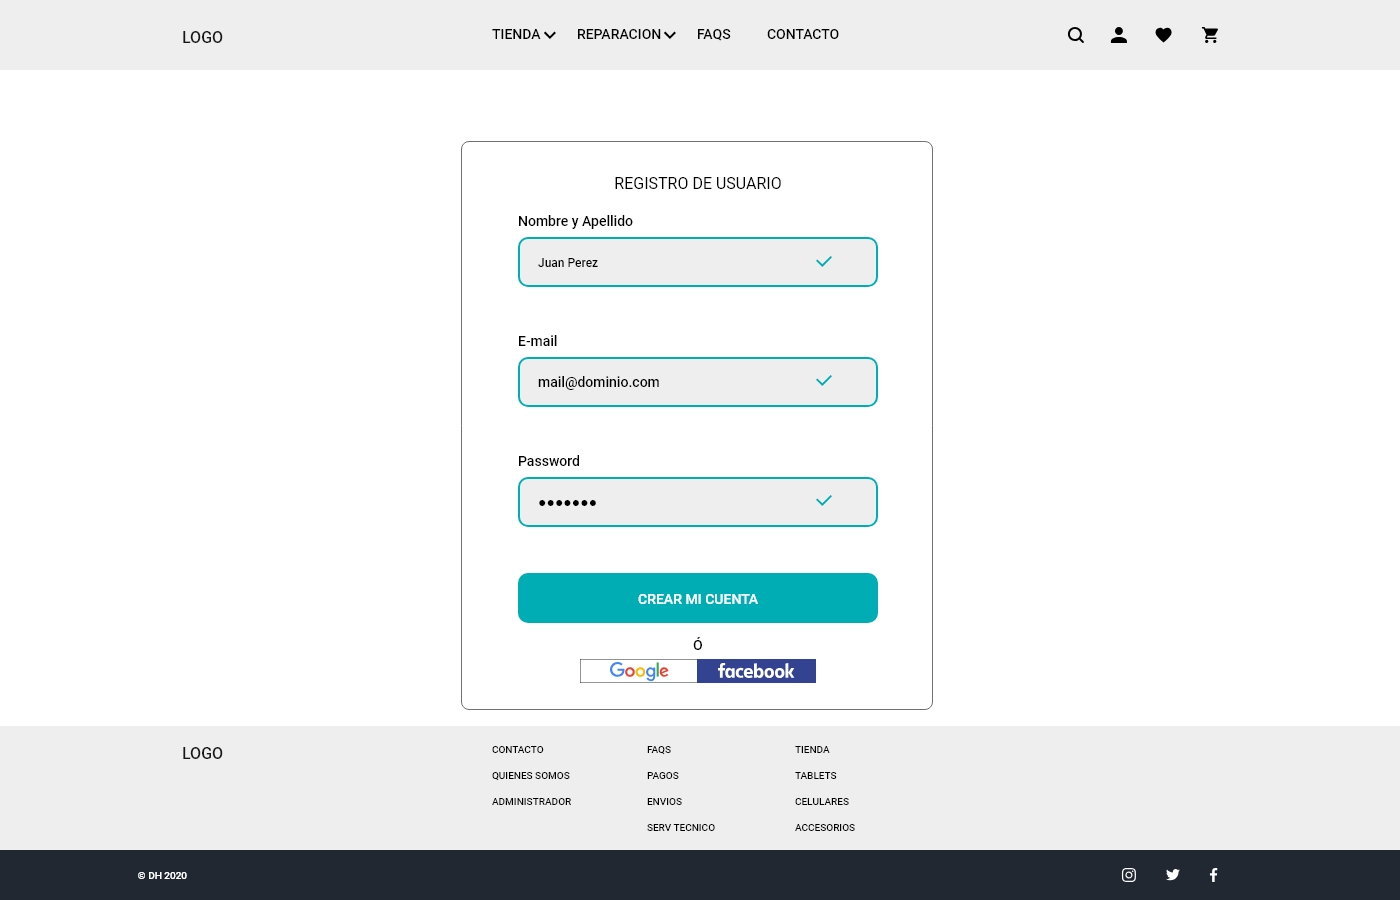 LOGO
TIENDA
REPARACION
FAQS
CONTACTO
REGISTRO DE USUARIO
Nombre y Apellido
Juan Perez
E-mail
mail@dominio.com
Password
●●●●●●●
CREAR MI CUENTA
Ó
Google
facebook
LOGO
CONTACTO
QUIENES SOMOS
ADMINISTRADOR
FAQS
PAGOS
ENVIOS
SERV TECNICO
TIENDA
TABLETS
CELULARES
ACCESORIOS
© DH 2020